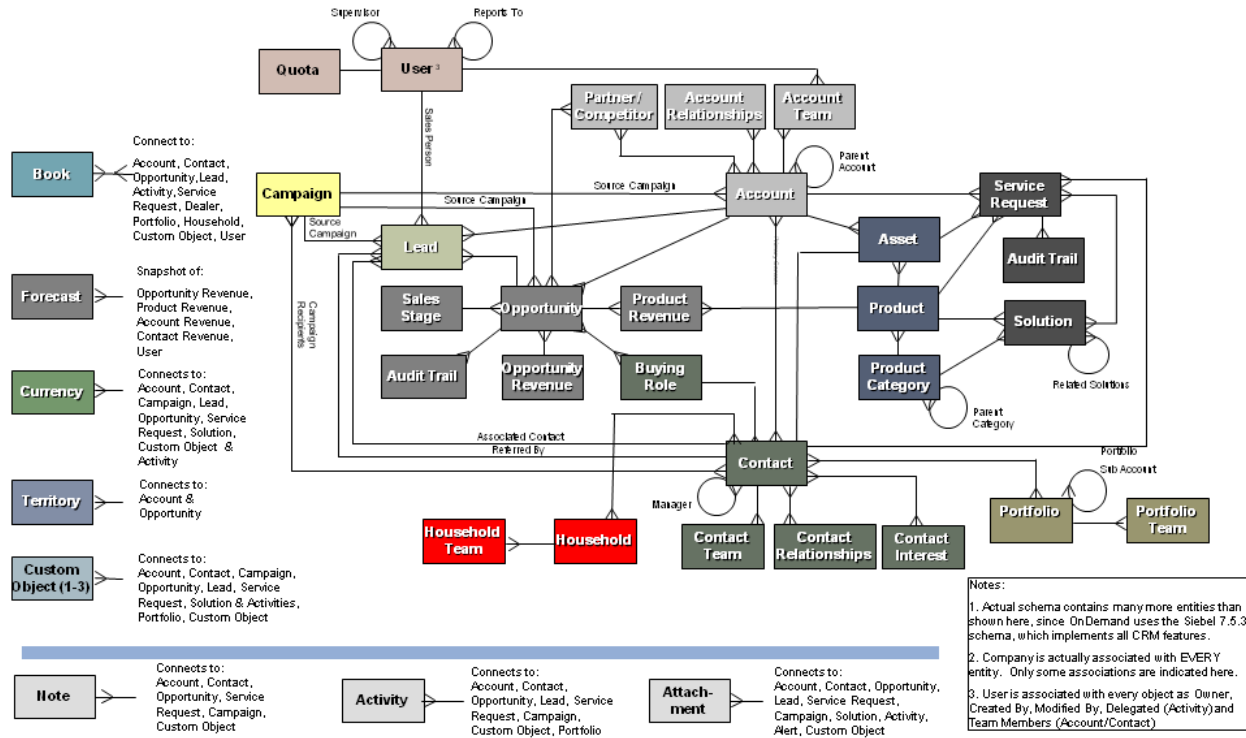 Supervisor
Reports To
Quota
User 3
Sales Person
Partner /
Competitor
Account
Relationships
Account
Team
Parent
Account
Book
Connect to:
Account, Contact,
Opportunity,Lead,
Activity,Service
Request, Dealer,
Portfolio, Household,
Custom Object, User
Campaign
Source Campaign
Source Campaign
Source
Campaign
Account
Service
Request
Lead
Asset
Audit Trail
Forecast
Snapshot of:
Opportunity Revenue,
Product Revenue,
Account Revenue,
Contact Revenue,
User
Campaign
Recipients
Sales
Stage
Opportunity
Product
Revenue
Product
Solution
Audit Trail
Opportunity
Revenue
Buying
Role
Product
Category
Related Solutions
Parent
Category
Currency
Connects to:
Account, Contact,
Campaign, Lead,
Opportunity, Service
Request, Solution,
Custom Object &
Activity
Associated Contact
Referred By
Contact
Manager
Portfolio
Sub Account
Territory
Connects to:
Account &
Opportunity
Household
Team
Household
Contact
Team
Contact
Relationships
Contact
Interest
Portfolio
Portfolio
Team
Custom
Object (1-3)
Connects to:
Account, Contact, Campaign,
Opportunity, Lead, Service
Request, Solution & Activities,
Portfolio, Custom Object
Notes:
1. Actual schema contains many more entities than
shown here, since OnDemand uses the Siebel 7.5.3
schema, which implements all CRM features.
2. Company is actually associated with EVERY
entity. Only some associations are indicated here.
3. User is associated with every object as Owner,
Created By, Modified By, Delegated (Activity) and
Team Members (Account/Contact)
Note
Connects to:
Account, Contact,
Opportunity, Service
Request, Campaign,
Custom Object
Activity
Connects to:
Account, Contact,
Opportunity, Lead, Service
Request, Campaign,
Custom Object, Portfolio
Attach-
ment
Connects to:
Account, Contact, Opportunity,
Lead, Service Request,
Campaign, Solution, Activity,
Alert, Custom Object